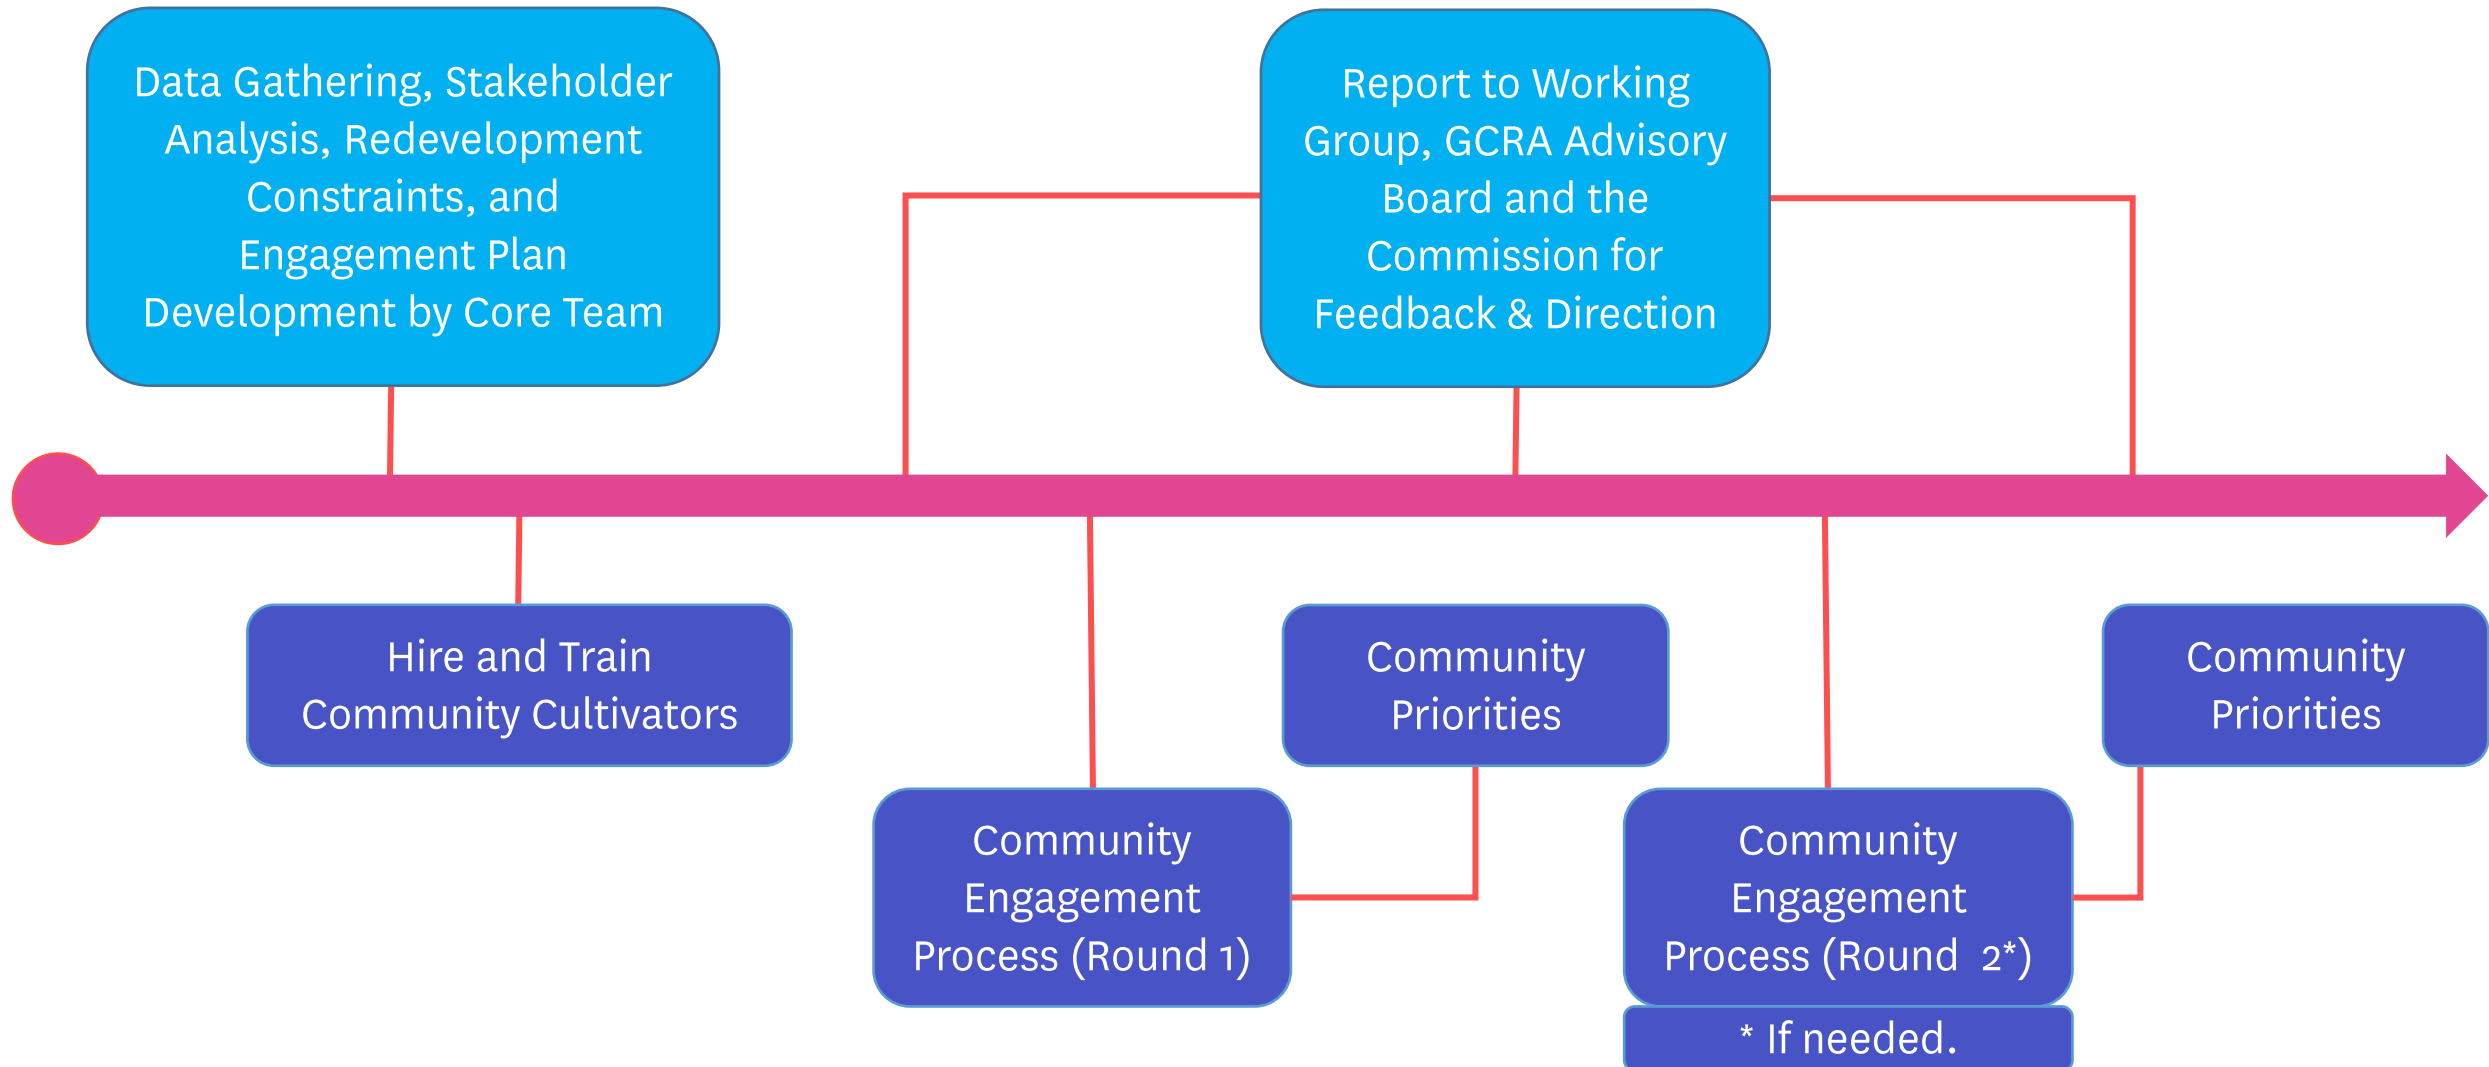 Data Gathering, Stakeholder
Analysis, Redevelopment
Constraints, and
Engagement Plan
Development by Core Team
Report to Working
Group, GCRA Advisory
Board and the
Commission for
Feedback & Direction
Hire and Train
Community Cultivators
Community
Engagement
Process (Round 1)
Community
Priorities
Community
Engagement
Process (Round 2*)
* If needed.
Community
Priorities